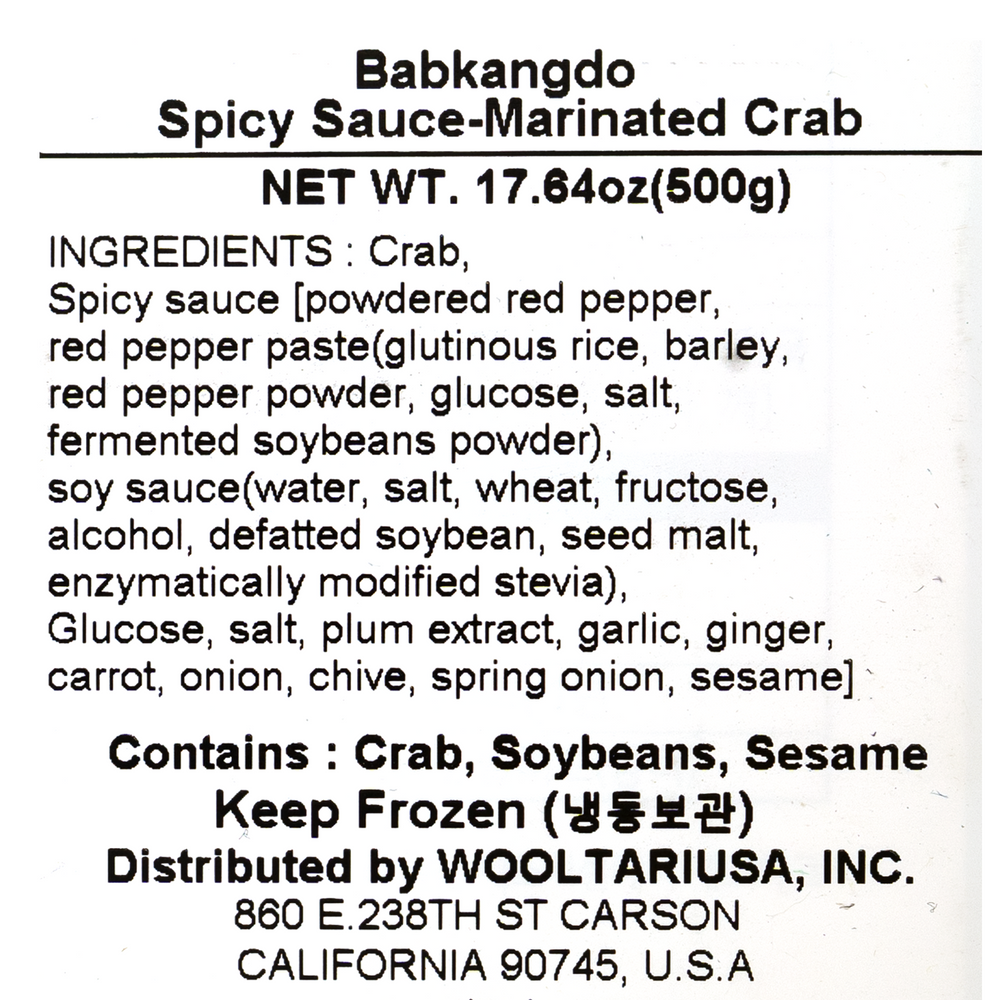 Babkangdo
Spicy Sauce-Marinated Crab
NET WT. 17.64oz(500g)
INGREDIENTS : Crab,
Spicy sauce [powdered red pepper,
red pepper paste(glutinous rice, barley,
red pepper powder, glucose, salt,
fermented soybeans powder),
soy sauce(water, salt, wheat, fructose,
alcohol, defatted soybean, seed malt,
enzymatically modified stevia),
Glucose, salt, plum extract, garlic, ginger,
carrot, onion, chive, spring onion, sesame]
Contains : Crab, Soybeans, Sesame
Keep Frozen (냉동보관)
Distributed by WOOLTARIUSA, INC.
860 E.238TH ST CARSON
CALIFORNIA 90745, U.S.A